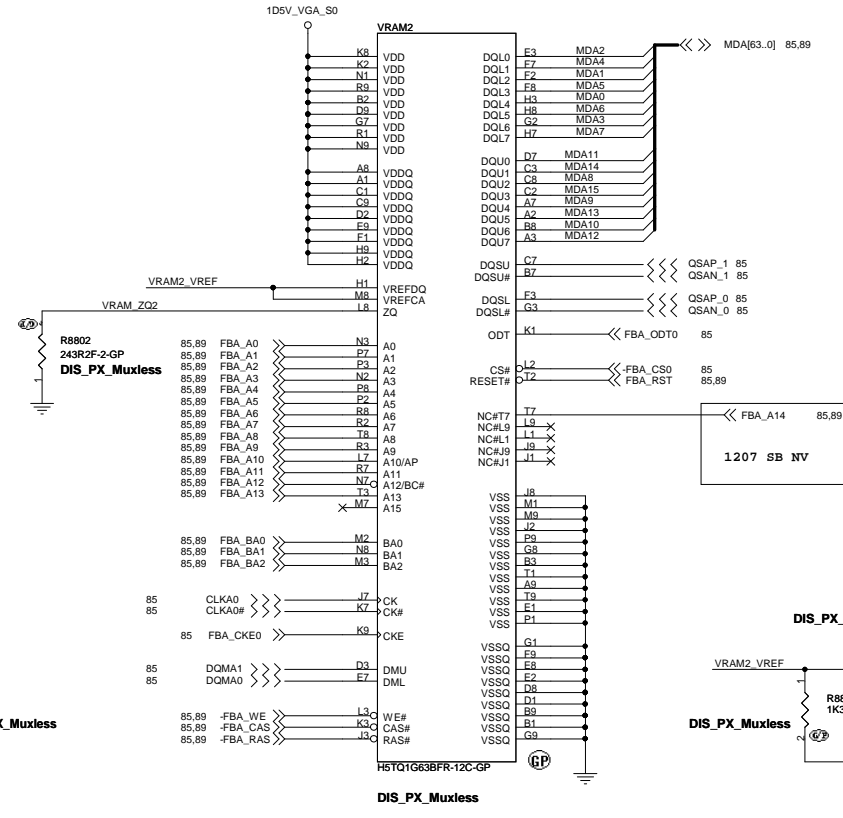 1D5V_VGA_S0
VRAM2
K8 VDD
K2 VDD
N1 VDD
R9 VDD
B2 VDD
D9 VDD
G7 VDD
R1 VDD
N9 VDD
A8 VDDQ
A1 VDDQ
C1 VDDQ
C9 VDDQ
D2 VDDQ
E9 VDDQ
F1 VDDQ
H9 VDDQ
H2 VDDQ
VRAM2_VREF H1 VREFDQ
M8 VREFCA
VRAM_ZQ2 L8 ZQ
R8802
243R2F-2-GP
DIS_PX_Muxless
1
85,89 FBA_A0 N3 A0
85,89 FBA_A1 P7 A1
85,89 FBA_A2 P3 A2
85,89 FBA_A3 N2 A3
85,89 FBA_A4 P8 A4
85,89 FBA_A5 P2 A5
85,89 FBA_A6 R8 A6
85,89 FBA_A7 R2 A7
85,89 FBA_A8 T8 A8
85,89 FBA_A9 R3 A9
85,89 FBA_A10 L7 A10/AP
85,89 FBA_A11 R7 A11
85,89 FBA_A12 N7 A12/BC#
85,89 FBA_A13 T3 A13
M7 A15
85,89 FBA_BA0 M2 BA0
85,89 FBA_BA1 N8 BA1
85,89 FBA_BA2 M3 BA2
85 CLKA0 J7 CK
85 CLKA0# K7 CK#
85 FBA_CKE0 K9 CKE
85 DQMA1 D3 DMU
85 DQMA0 E7 DML
85,89 -FBA_WE L3 WE#
85,89 -FBA_CAS K3 CAS#
85,89 -FBA_RAS J3 RAS#
DQL0 E3 MDA2
DQL1 F7 MDA4
DQL2 F2 MDA1
DQL3 F8 MDA5
DQL4 H3 MDA0
DQL5 H8 MDA6
DQL6 G2 MDA3
DQL7 H7 MDA7
MDA[63..0] 85,89
DQU0 D7 MDA11
DQU1 C3 MDA14
DQU2 C8 MDA8
DQU3 C2 MDA15
DQU4 A7 MDA9
DQU5 A2 MDA13
DQU6 B8 MDA10
DQU7 A3 MDA12
DQSU C7 QSAP_1 85
DQSU# B7 QSAN_1 85
DQSL F3 QSAP_0 85
DQSL# G3 QSAN_0 85
ODT K1 FBA_ODT0 85
CS# L2 -FBA_CS0 85
RESET# T2 FBA_RST 85,89
NC#T7 T7 FBA_A14 85,89
NC#L9 L9
NC#L1 L1
NC#J9 J9
NC#J1 J1
1207 SB NV
VSS J8
VSS M1
VSS M9
VSS J2
VSS P9
VSS G8
VSS B3
VSS T1
VSS A9
VSS T9
VSS E1
VSS P1
VSSQ G1
VSSQ F9
VSSQ E8
VSSQ E2
VSSQ D8
VSSQ D1
VSSQ B9
VSSQ B1
VSSQ G9
H5TQ1G63BFR-12C-GP
GP
DIS_PX_Muxless
X_Muxless
DIS_PX_
VRAM2_VREF
1
R88
1K3
DIS_PX_Muxless
2 G/P